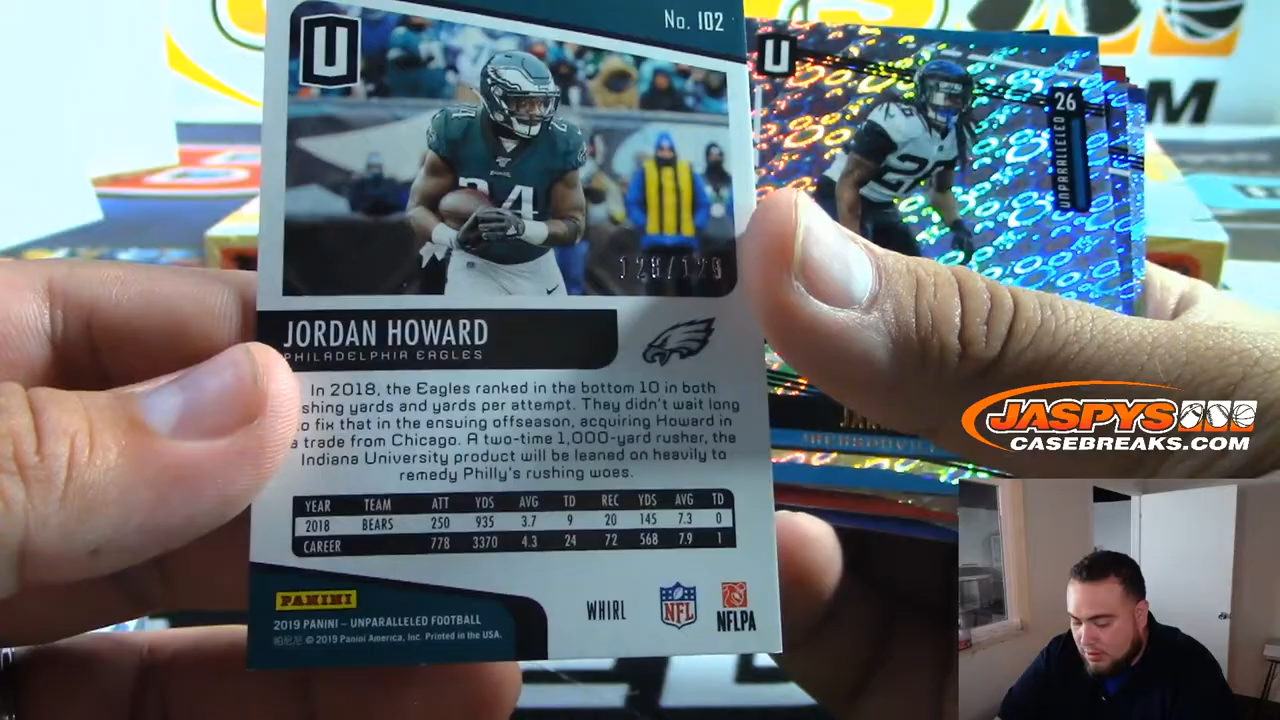 No. 102
U
24
128/129
JORDAN HOWARD
PHILADELPHIA EAGLES
In 2018, the Eagles ranked in the bottom 10 in both
shing yards and yards per attempt. They didn't wait long
o fix that in the ensuing offseason, acquiring Howard in
a trade from Chicago. A two-time 1,000-yard rusher, the
Indiana University product will be leaned on heavily to
remedy Philly's rushing woes.
YEAR TEAM ATT YDS AVG TD REC YDS AVG TD
2018 BEARS 250 935 3.7 9 20 145 7.3 0
CAREER 778 3370 4.3 24 72 568 7.9 1
PANINI
2019 PANINI – UNPARALLELED FOOTBALL
© 2019 Panini America, Inc. Printed in the USA.
WHIRL
NFL
NFLPA
U
UNPARALLELED 26
.COM
JASPYS
CASEBREAKS.COM